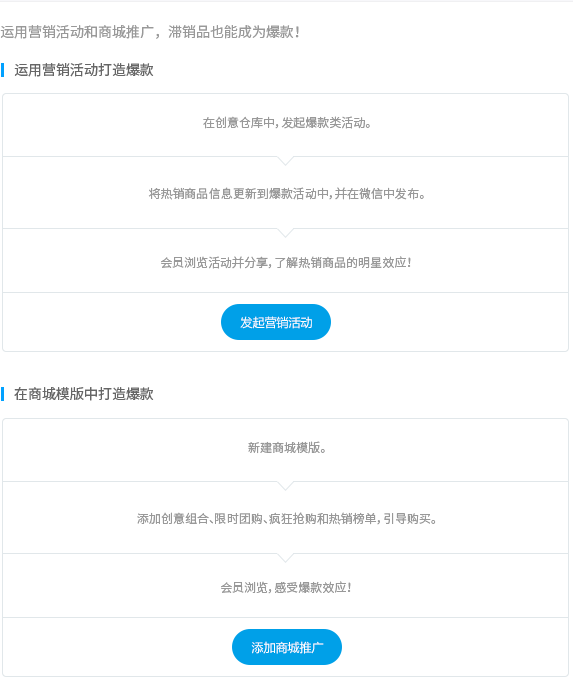 运用营销活动和商城推广，滞销品也能成为爆款！
运用营销活动打造爆款
在创意仓库中，发起爆款类活动。
将热销商品信息更新到爆款活动中，并在微信中发布。
会员浏览活动并分享，了解热销商品的明星效应！
发起营销活动
在商城模版中打造爆款
新建商城模版。
添加创意组合、限时团购、疯狂抢购和热销榜单，引导购买。
会员浏览，感受爆款效应！
添加商城推广